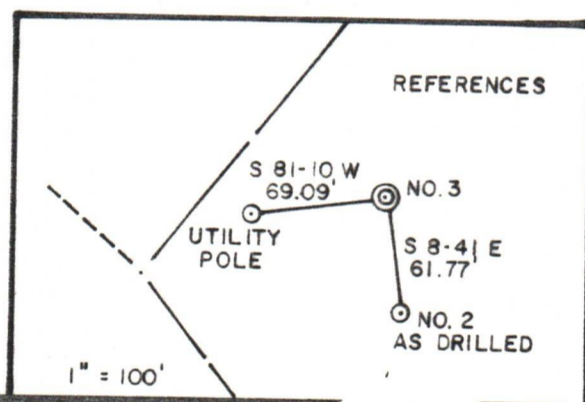 REFERENCES
S 81-10 W
69.09'
NO. 3
UTILITY
POLE
S 8-41 E
61.77'
NO. 2
AS DRILLED
1" = 100'